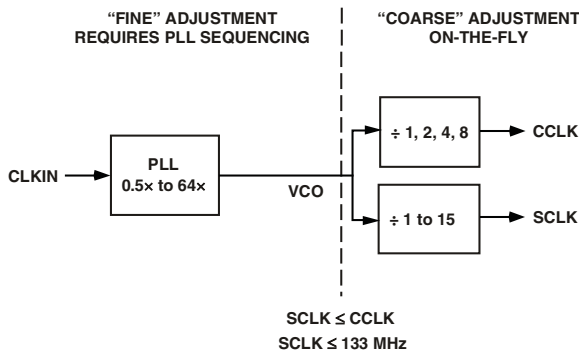 “FINE” ADJUSTMENT
REQUIRES PLL SEQUENCING
“COARSE” ADJUSTMENT
ON-THE-FLY
CLKIN
PLL
0.5× to 64×
VCO
÷ 1, 2, 4, 8
CCLK
÷ 1 to 15
SCLK
SCLK ≤ CCLK
SCLK ≤ 133 MHz